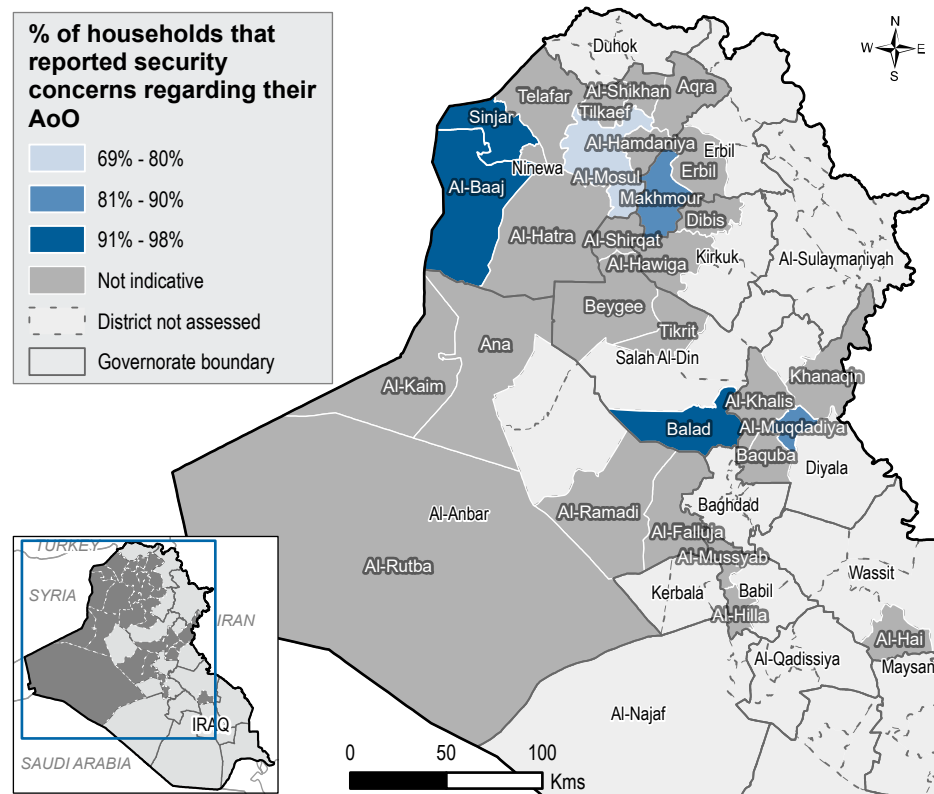 % of households that
reported security
concerns regarding their
AoO
69% - 80%
81% - 90%
91% - 98%
Not indicative
District not assessed
Governorate boundary
N
W
E
S
Duhok
Telafar
Al-Shikhan
Aqra
Tilkaef
Sinjar
Al-Hamdaniya
Erbil
Ninewa
Erbil
Al-Baaj
Al-Mosul
Makhmour
Dibis
Al-Hatra
Al-Shirqat
Kirkuk
Al-Sulaymaniyah
Al-Hawiga
Beygee
Tikrit
Ana
Salah Al-Din
Khanaqin
Al-Kaim
Al-Khalis
Balad
Al-Muqdadiya
Baquba
Diyala
Baghdad
Al-Anbar
Al-Ramadi
Al-Falluja
Al-Mussyab
Al-Rutba
Wassit
Kerbala
Babil
Al-Hilla
Al-Hai
Al-Qadissiya
Maysan
Al-Najaf
TURKEY
SYRIA
IRAN
IRAQ
SAUDI ARABIA
0 50 100
Kms